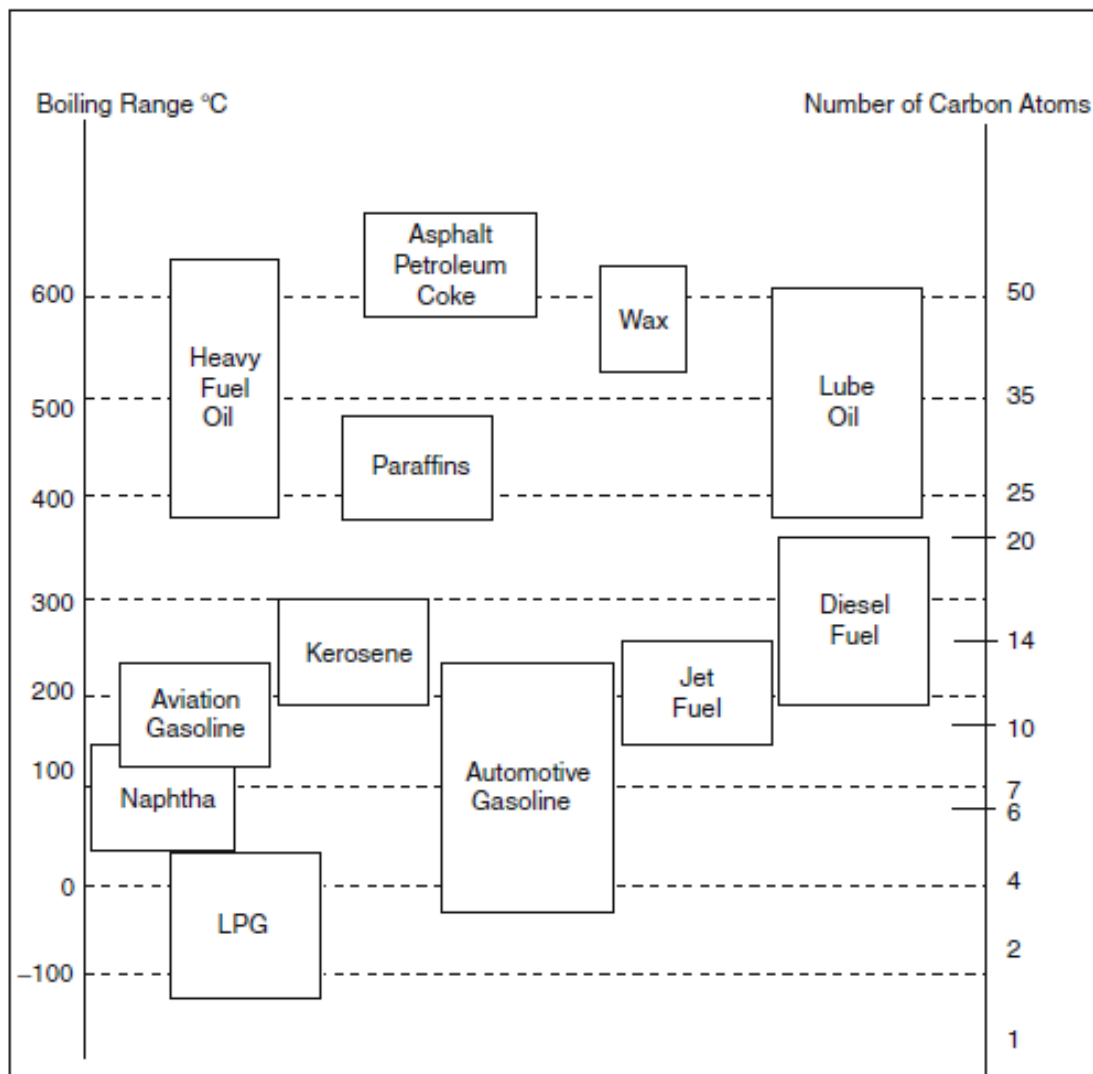 Boiling Range °C
Number of Carbon Atoms
Asphalt
Petroleum
Coke
600
50
Wax
Heavy
Fuel
Oil
Lube
Oil
500
35
Paraffins
400
25
20
300
Diesel
Fuel
14
Kerosene
Jet
Fuel
200
Aviation
Gasoline
10
100
Automotive
Gasoline
7
6
Naphtha
0
4
LPG
2
–100
1